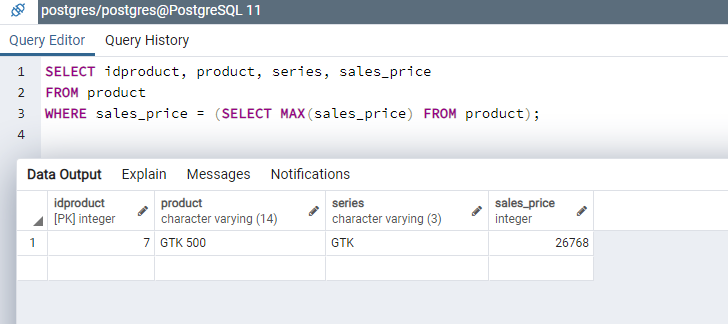 postgres/postgres@PostgreSQL 11
Query Editor Query History
1 SELECT idproduct, product, series, sales_price
2 FROM product
3 WHERE sales_price = (SELECT MAX(sales_price) FROM product);
4
Data Output Explain Messages Notifications
idproduct product series sales_price
[PK] integer character varying (14) character varying (3) integer
1 7 GTK 500 GTK 26768